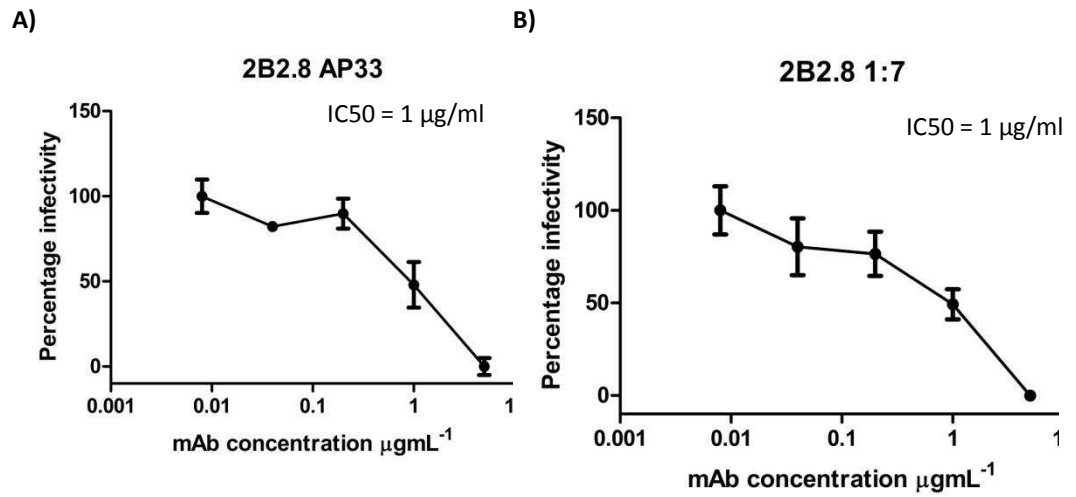 A)
2B2.8 AP33
IC50 = 1 µg/ml
Percentage infectivity
150
100
50
0
0.001
0.01
0.1
1
1
mAb concentration µgmL⁻¹
B)
2B2.8 1:7
IC50 = 1 µg/ml
Percentage infectivity
150
100
50
0
0.001
0.01
0.1
1
1
mAb concentration µgmL⁻¹